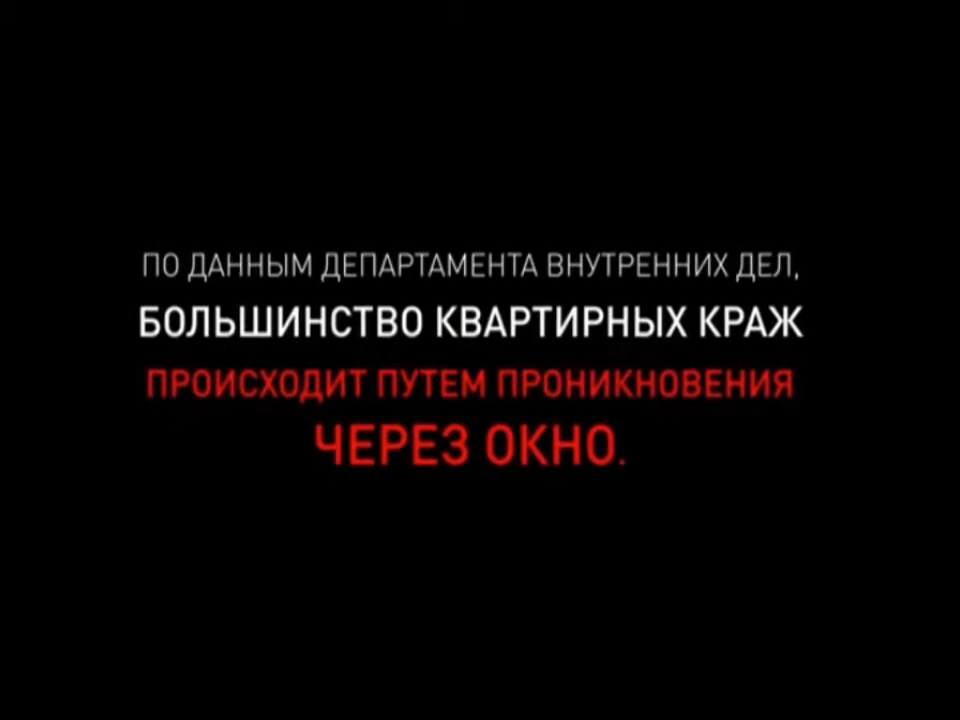 ПО ДАННЫМ ДЕПАРТАМЕНТА ВНУТРЕННИХ ДЕЛ,
БОЛЬШИНСТВО КВАРТИРНЫХ КРАЖ
ПРОИСХОДИТ ПУТЕМ ПРОНИКНОВЕНИЯ
ЧЕРЕЗ ОКНО.